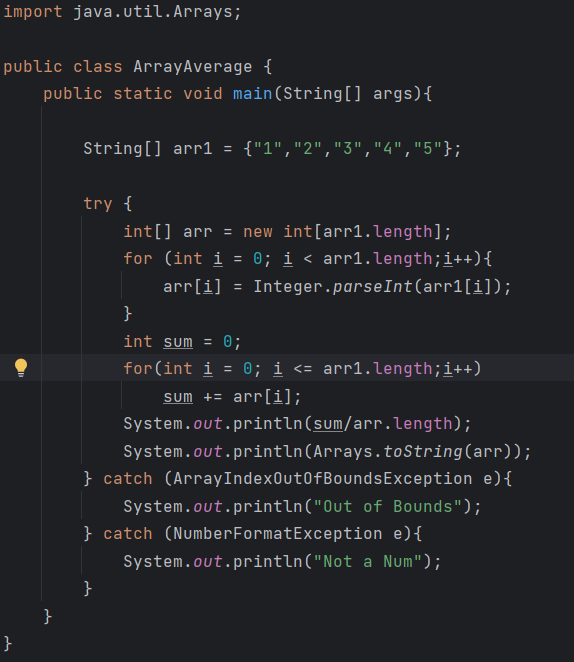 import java.util.Arrays;
public class ArrayAverage {
public static void main(String[] args){
String[] arr1 = {"1","2","3","4","5"};
try {
int[] arr = new int[arr1.length];
for (int i = 0; i < arr1.length;i++){
arr[i] = Integer.parseInt(arr1[i]);
}
int sum = 0;
for(int i = 0; i <= arr1.length;i++)
sum += arr[i];
System.out.println(sum/arr.length);
System.out.println(Arrays.toString(arr));
} catch (ArrayIndexOutOfBoundsException e){
System.out.println("Out of Bounds");
} catch (NumberFormatException e){
System.out.println("Not a Num");
}
}
}